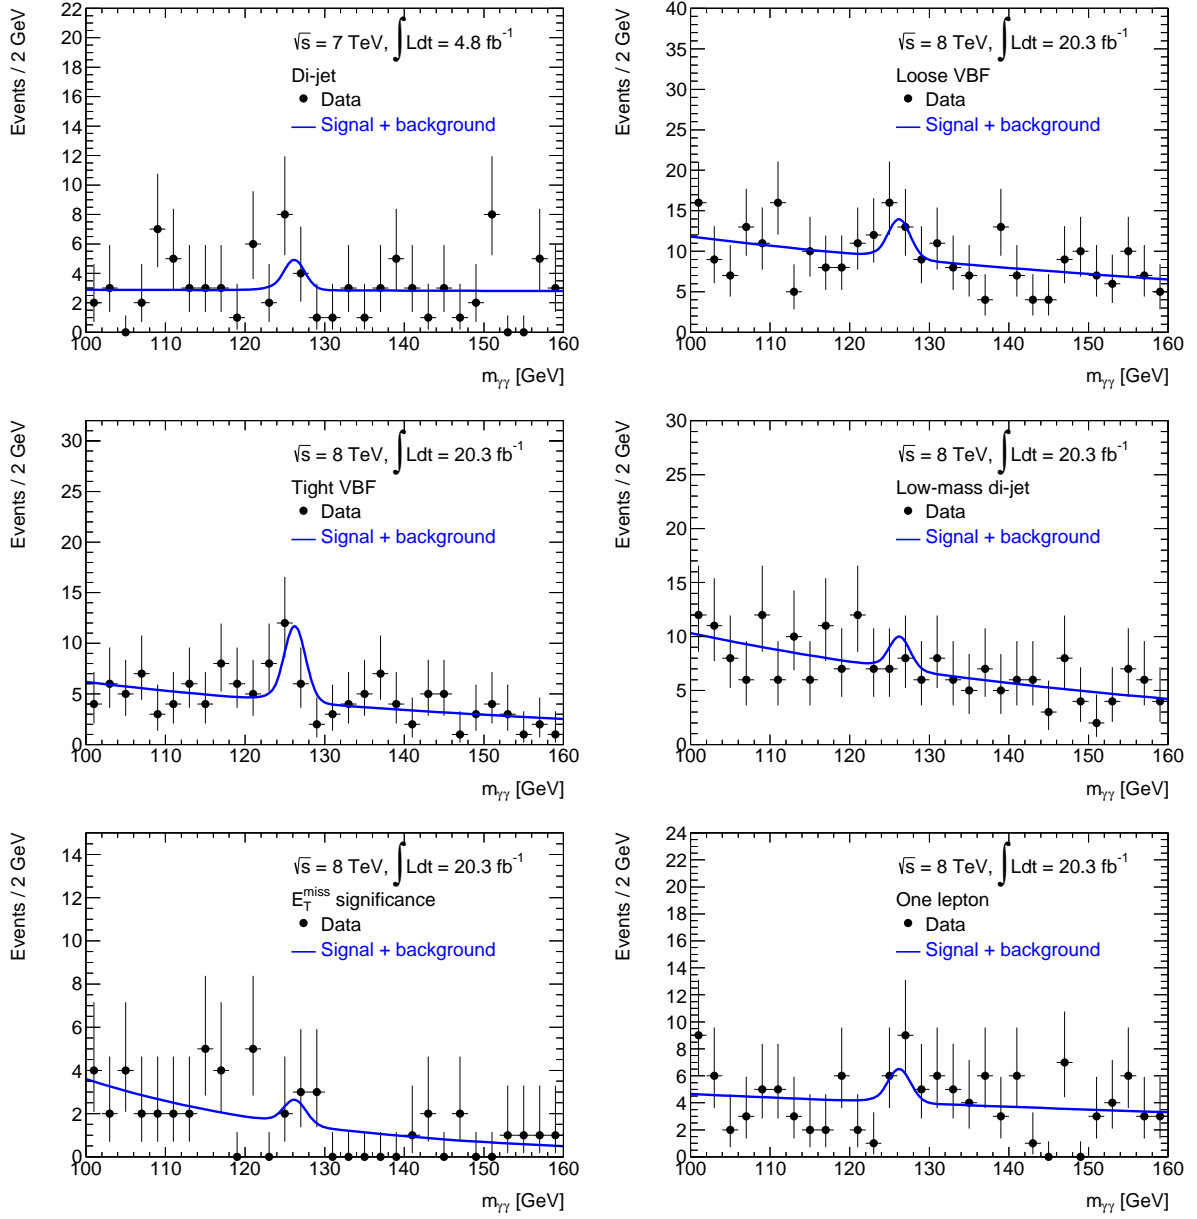 Events / 2 GeV
22
20
18
16
14
12
10
8
6
4
2
0
√s = 7 TeV, ∫Ldt = 4.8 fb⁻¹
Di-jet
Data
Signal + background
100 110 120 130 140 150 160
mγγ [GeV]
Events / 2 GeV
40
35
30
25
20
15
10
5
0
√s = 8 TeV, ∫Ldt = 20.3 fb⁻¹
Loose VBF
Data
Signal + background
100 110 120 130 140 150 160
mγγ [GeV]
Events / 2 GeV
30
25
20
15
10
5
0
√s = 8 TeV, ∫Ldt = 20.3 fb⁻¹
Tight VBF
Data
Signal + background
100 110 120 130 140 150 160
mγγ [GeV]
Events / 2 GeV
30
25
20
15
10
5
0
√s = 8 TeV, ∫Ldt = 20.3 fb⁻¹
Low-mass di-jet
Data
Signal + background
100 110 120 130 140 150 160
mγγ [GeV]
Events / 2 GeV
14
12
10
8
6
4
2
0
√s = 8 TeV, ∫Ldt = 20.3 fb⁻¹
E_T^miss significance
Data
Signal + background
100 110 120 130 140 150 160
mγγ [GeV]
Events / 2 GeV
24
22
20
18
16
14
12
10
8
6
4
2
0
√s = 8 TeV, ∫Ldt = 20.3 fb⁻¹
One lepton
Data
Signal + background
100 110 120 130 140 150 160
mγγ [GeV]